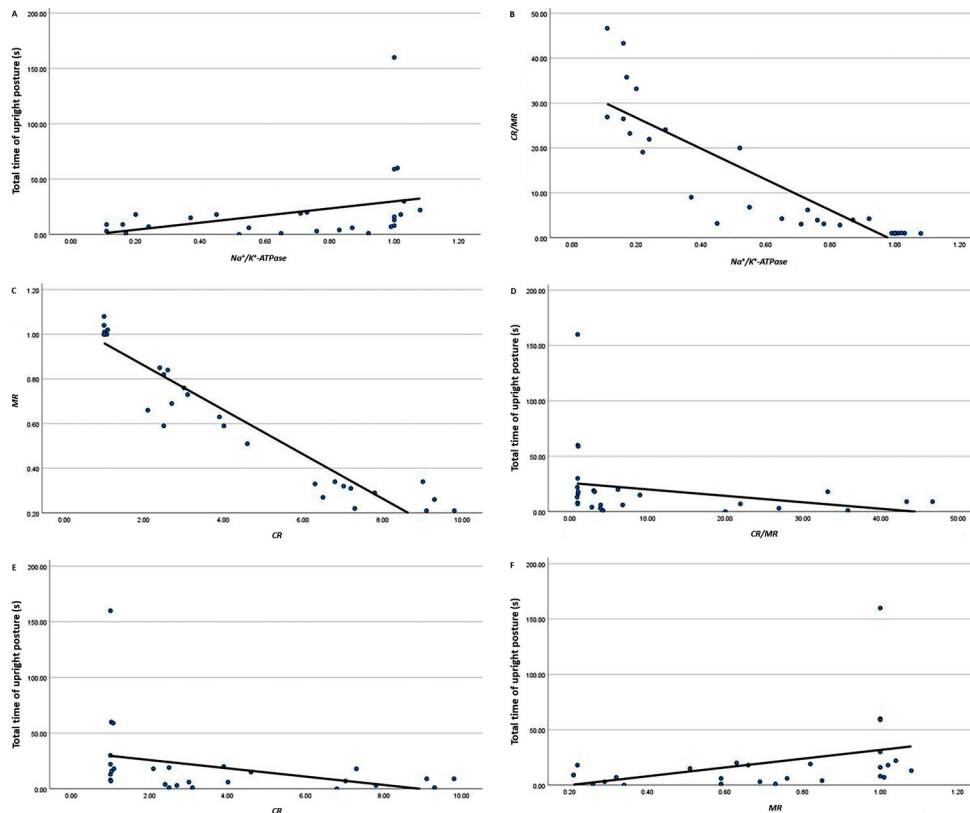 A
Total time of upright posture (s)
200.00
150.00
100.00
50.00
0.00
0.00 0.20 0.40 0.60 0.80 1.00 1.20
Na⁺/K⁺-ATPase
B
CR/MR
50.00
40.00
30.00
20.00
10.00
0.00
0.00 0.20 0.40 0.60 0.80 1.00 1.20
Na⁺/K⁺-ATPase
C
MR
1.20
1.00
0.80
0.60
0.40
0.20
0.00 2.00 4.00 6.00 8.00 10.00
CR
D
Total time of upright posture (s)
200.00
150.00
100.00
50.00
0.00
0.00 10.00 20.00 30.00 40.00 50.00
CR/MR
E
Total time of upright posture (s)
200.00
150.00
100.00
50.00
0.00
0.00 2.00 4.00 6.00 8.00 10.00
CR
F
Total time of upright posture (s)
200.00
150.00
100.00
50.00
0.00
0.20 0.40 0.60 0.80 1.00 1.20
MR